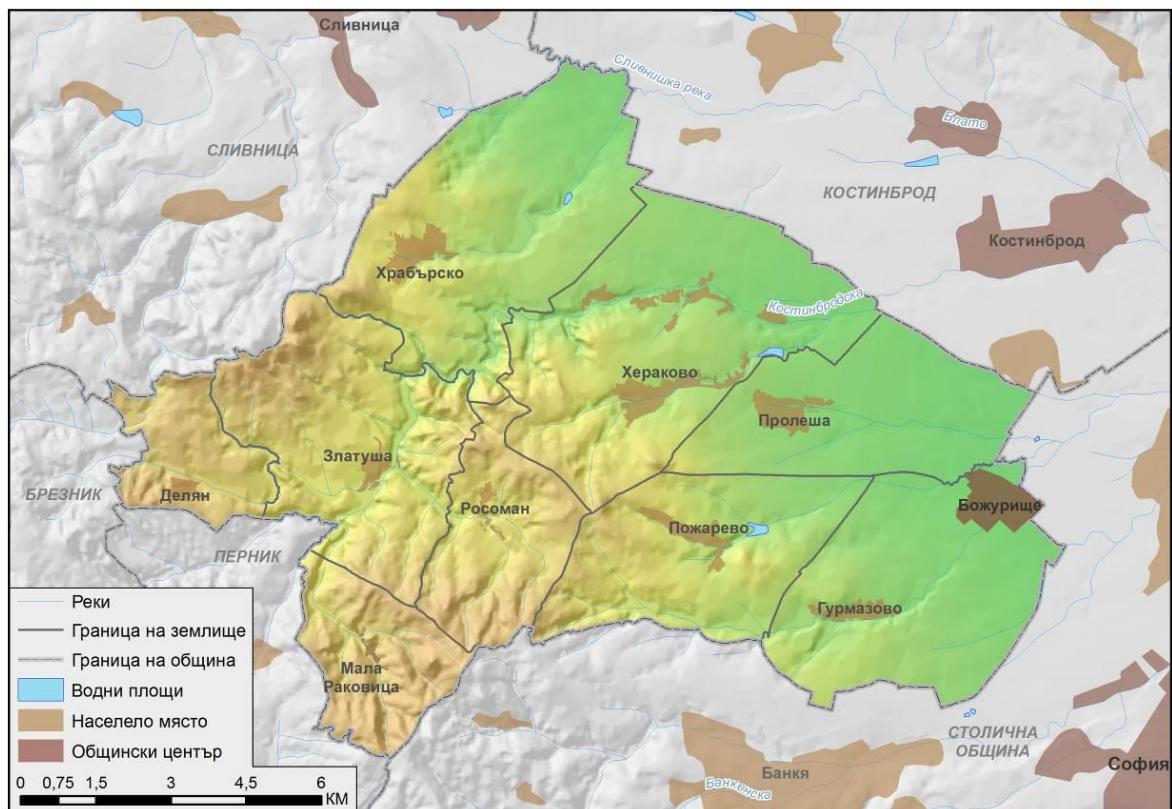 Сливница
Сливнишка река
Блато
СЛИВНИЦА
КОСТИНБРОД
Костинброд
Храбърско
Костинбродска
Хераково
Пролеша
Златуша
БРЕЗНИК
Делян
Росоман
Божурище
Пожарево
ПЕРНИК
Гурмазово
Мала
Раковица
СТОЛИЧНА
ОБЩИНА
Банкя
София
Банкенска
Реки
Граница на землище
Граница на община
Водни площи
Населело място
Общински център
0 0,75 1,5 3 4,5 6
КМ